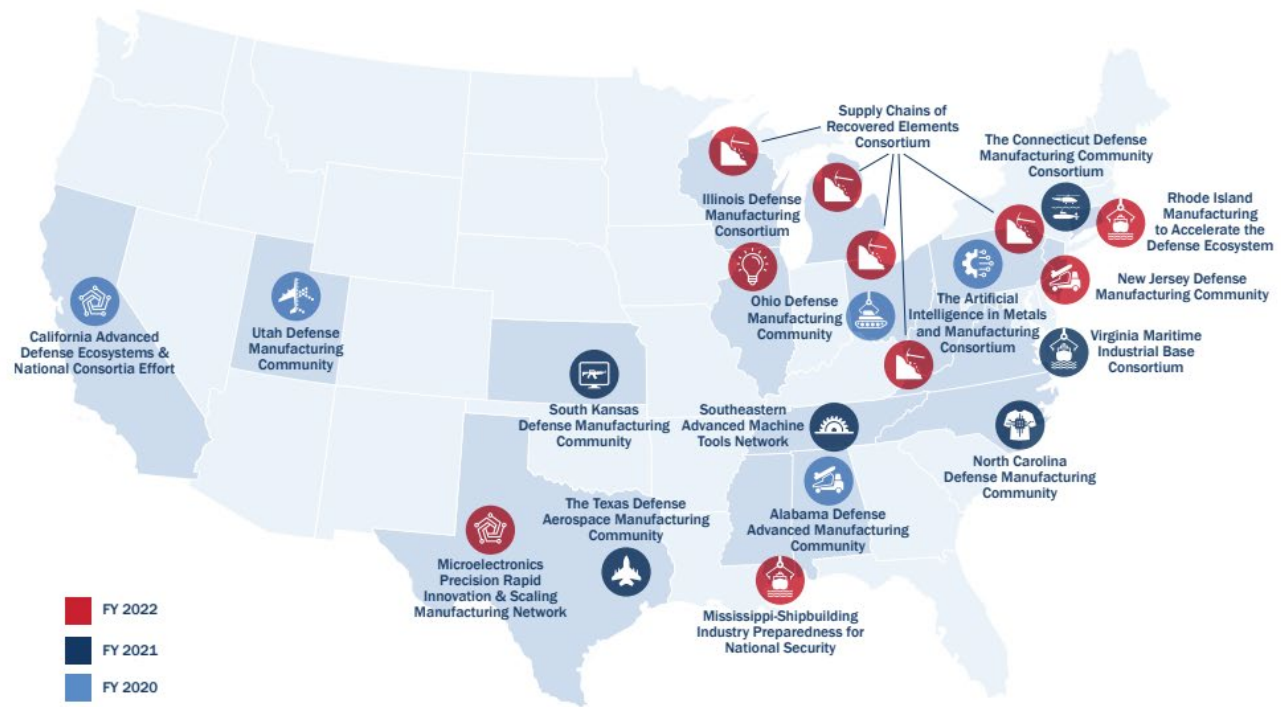 Supply Chains of
Recovered Elements
Consortium
The Connecticut Defense
Manufacturing Community
Consortium
Illinois Defense
Manufacturing
Consortium
Rhode Island
Manufacturing
to Accelerate the
Defense Ecosystem
California Advanced
Defense Ecosystems &
National Consortia Effort
Utah Defense
Manufacturing
Community
Ohio Defense
Manufacturing
Community
The Artificial
Intelligence in Metals
and Manufacturing
Consortium
New Jersey Defense
Manufacturing Community
Virginia Maritime
Industrial Base
Consortium
South Kansas
Defense Manufacturing
Community
Southeastern
Advanced Machine
Tools Network
North Carolina
Defense Manufacturing
Community
The Texas Defense
Aerospace Manufacturing
Community
Alabama Defense
Advanced Manufacturing
Community
Microelectronics
Precision Rapid
Innovation & Scaling
Manufacturing Network
Mississippi-Shipbuilding
Industry Preparedness for
National Security
FY 2022
FY 2021
FY 2020